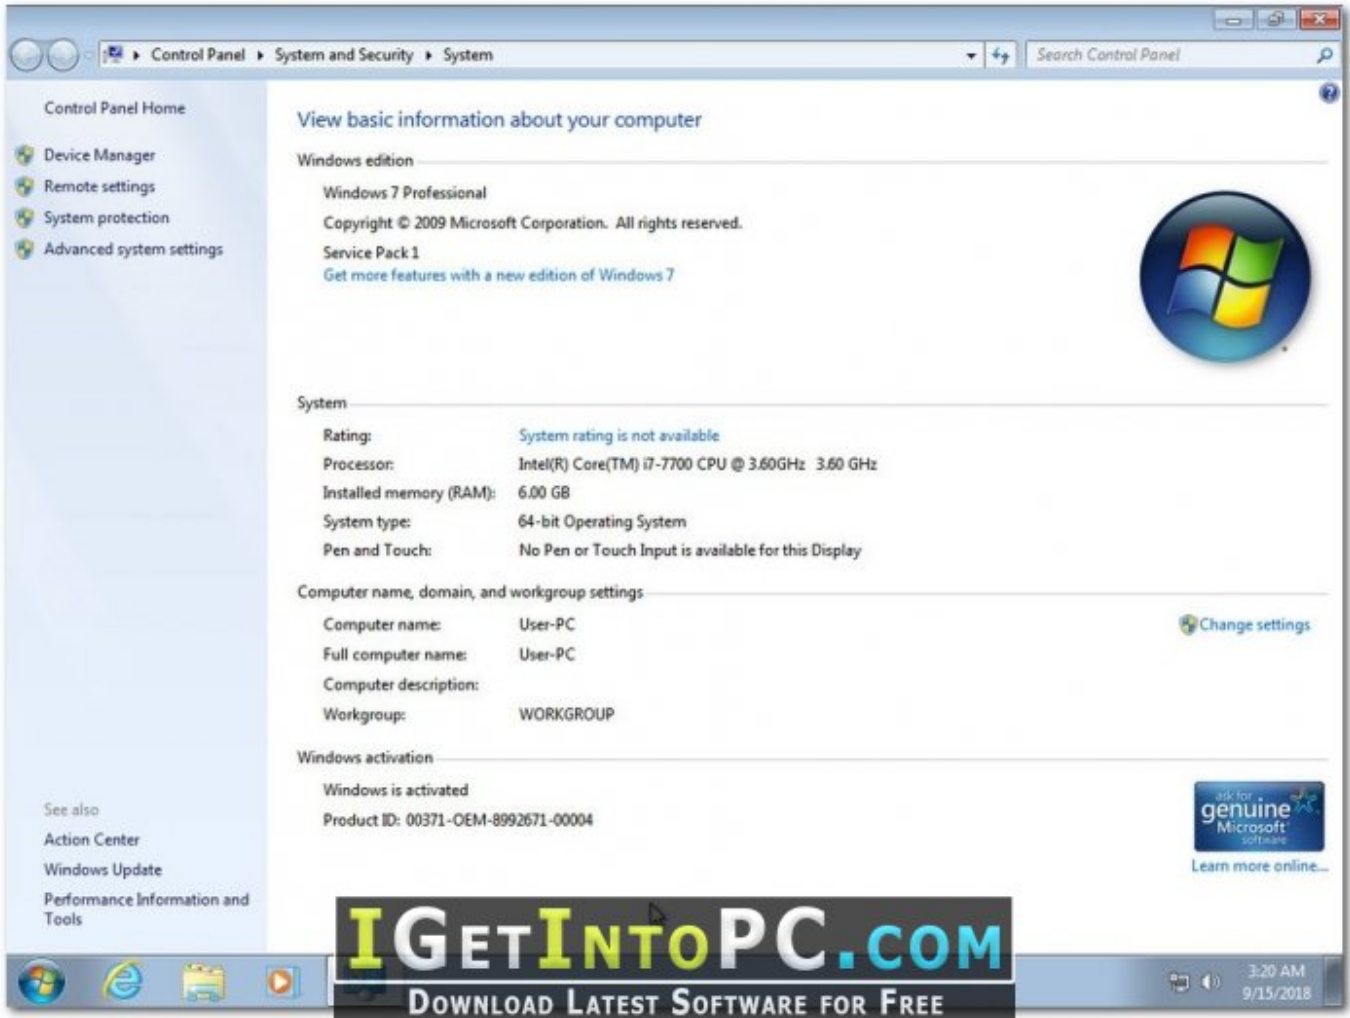 Control Panel ▸ System and Security ▸ System
Search Control Panel
Control Panel Home
Device Manager
Remote settings
System protection
Advanced system settings
View basic information about your computer
Windows edition
Windows 7 Professional
Copyright © 2009 Microsoft Corporation. All rights reserved.
Service Pack 1
Get more features with a new edition of Windows 7
System
Rating: System rating is not available
Processor: Intel(R) Core(TM) i7-7700 CPU @ 3.60GHz 3.60 GHz
Installed memory (RAM): 6.00 GB
System type: 64-bit Operating System
Pen and Touch: No Pen or Touch Input is available for this Display
Computer name, domain, and workgroup settings
Computer name: User-PC
Change settings
Full computer name: User-PC
Computer description:
Workgroup: WORKGROUP
Windows activation
Windows is activated
Product ID: 00371-OEM-8992671-00004
ask for
genuine
Microsoft
software
Learn more online...
See also
Action Center
Windows Update
Performance Information and
Tools
IGETINTOPC.COM
DOWNLOAD LATEST SOFTWARE FOR FREE
3:20 AM
9/15/2018